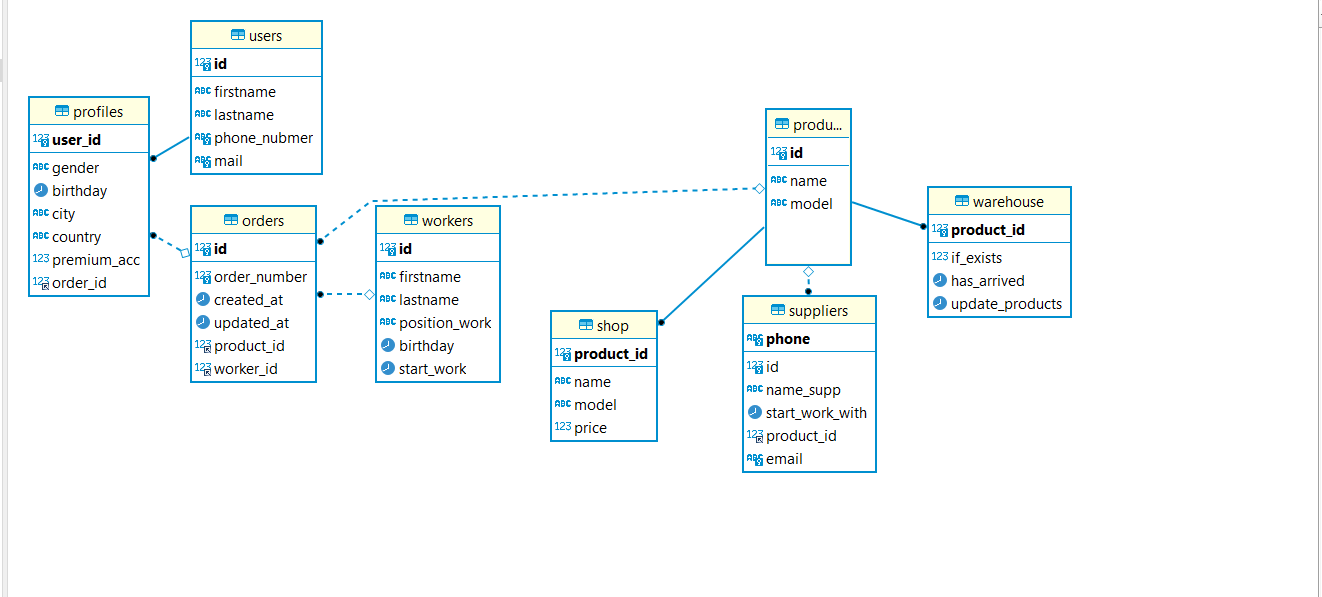 users
id
firstname
lastname
phone_nubmer
mail
profiles
user_id
gender
birthday
city
country
premium_acc
order_id
orders
id
order_number
created_at
updated_at
product_id
worker_id
workers
id
firstname
lastname
position_work
birthday
start_work
produ...
id
name
model
warehouse
product_id
if_exists
has_arrived
update_products
shop
product_id
name
model
price
suppliers
phone
id
name_supp
start_work_with
product_id
email